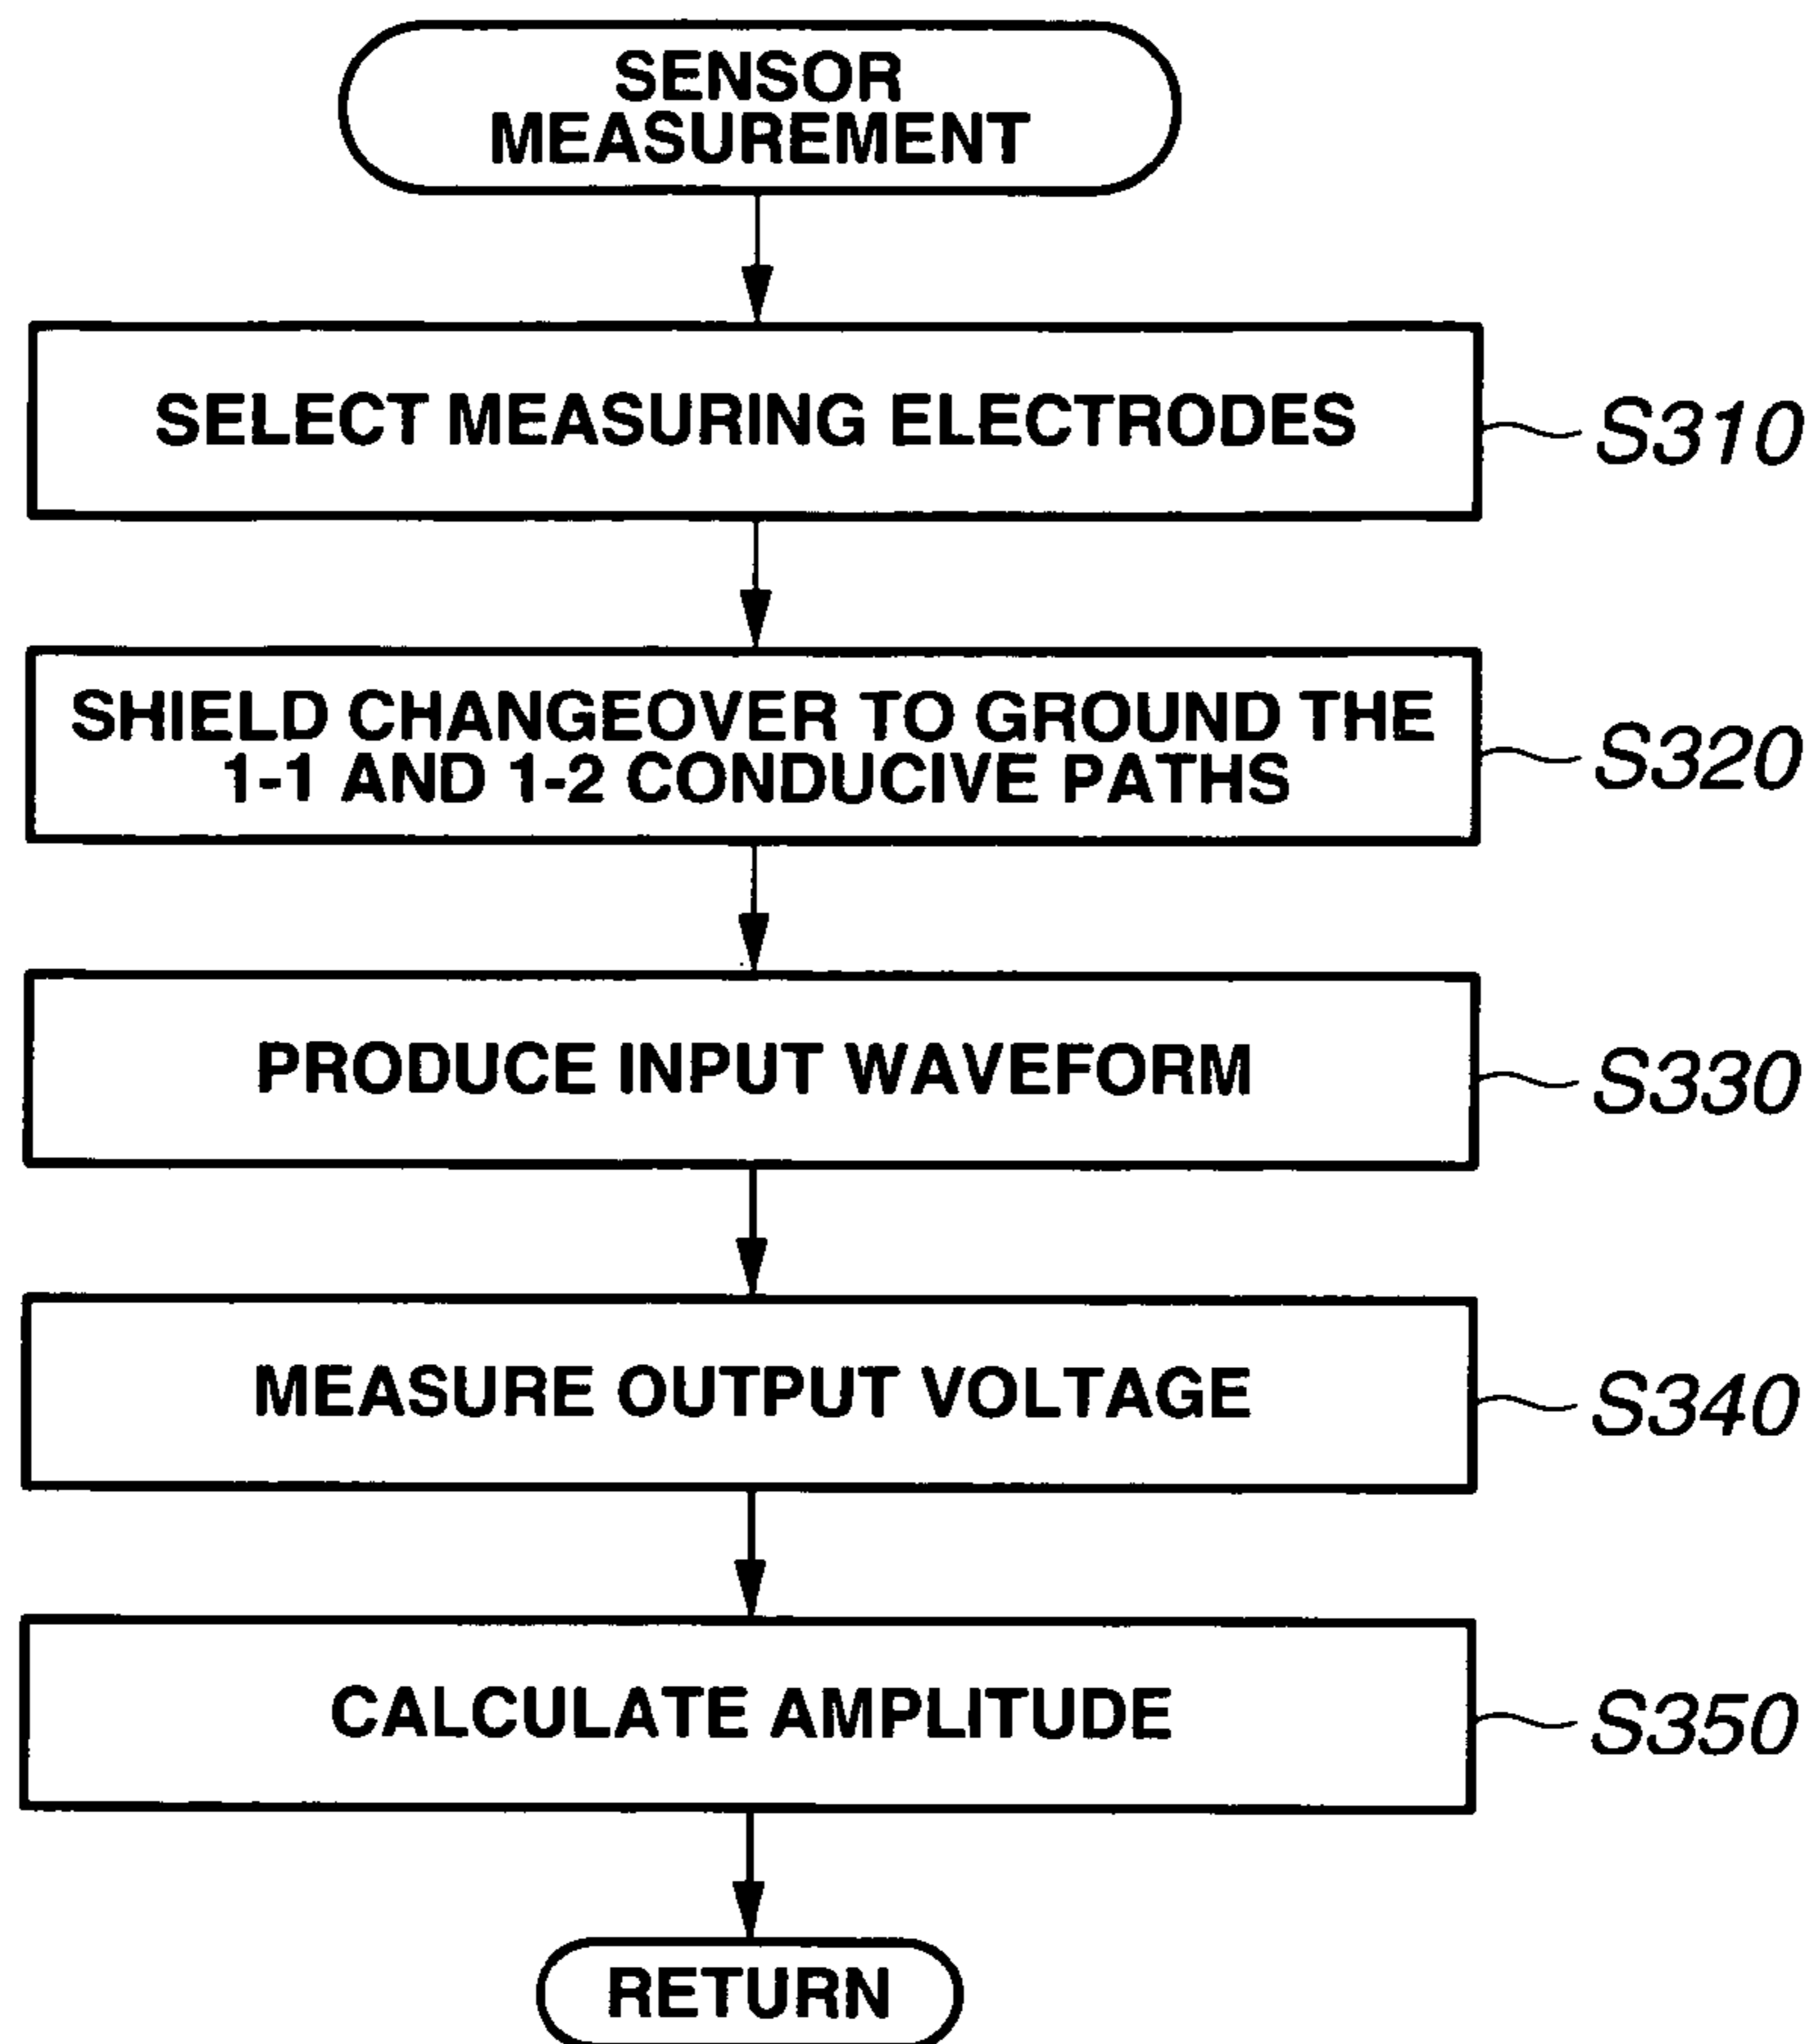 SENSOR
MEASUREMENT
SELECT MEASURING ELECTRODES
S310
SHIELD CHANGEOVER TO GROUND THE
1-1 AND 1-2 CONDUCIVE PATHS
S320
PRODUCE INPUT WAVEFORM
S330
MEASURE OUTPUT VOLTAGE
S340
CALCULATE AMPLITUDE
S350
RETURN